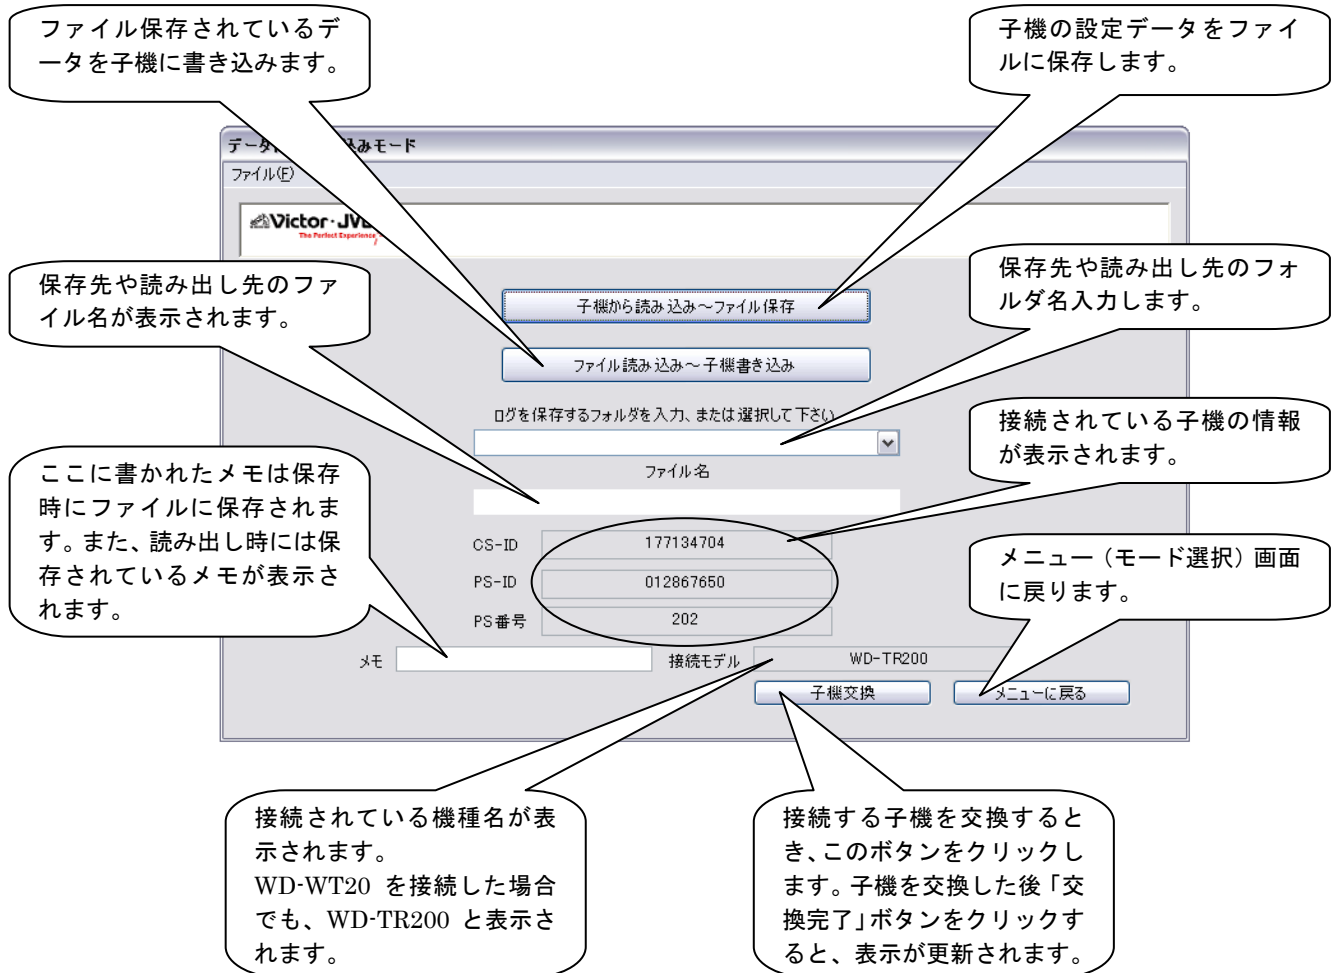 ファイル保存されているデ
ータを子機に書き込みます。
子機の設定データをファイ
ルに保存します。
データ
込みモード
ファイル(F)
Victor・JV
The Perfect Experience
保存先や読み出し先のファ
イル名が表示されます。
保存先や読み出し先のフォ
ルダ名入力します。
子機から読み込み～ファイル保存
ファイル読み込み～子機書き込み
ログを保存するフォルダを入力、または選択して下さい
ファイル名
接続されている子機の情報
が表示されます。
ここに書かれたメモは保存
時にファイルに保存されま
す。また、読み出し時には保
存されているメモが表示さ
れます。
CS-ID 177134704
PS-ID 012867650
PS番号 202
メニュー（モード選択）画面
に戻ります。
メモ 接続モデル WD-TR200
子機交換 メニューに戻る
接続されている機種名が表
示されます。
WD-WT20 を接続した場合
でも、WD-TR200 と表示さ
れます。
接続する子機を交換すると
き、このボタンをクリックし
ます。子機を交換した後「交
換完了」ボタンをクリックす
ると、表示が更新されます。